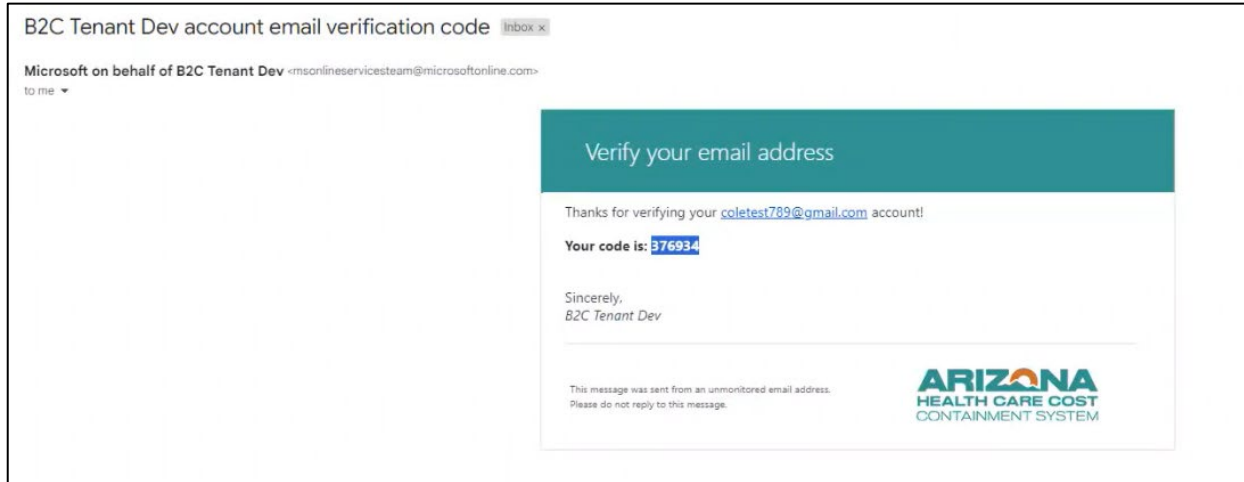 B2C Tenant Dev account email verification code Inbox x
Microsoft on behalf of B2C Tenant Dev <msonlineservicesteam@microsoftonline.com>
to me
Verify your email address
Thanks for verifying your coletest789@gmail.com account!
Your code is: 376934
Sincerely,
B2C Tenant Dev
This message was sent from an unmonitored email address.
Please do not reply to this message.
ARIZONA
HEALTH CARE COST
CONTAINMENT SYSTEM